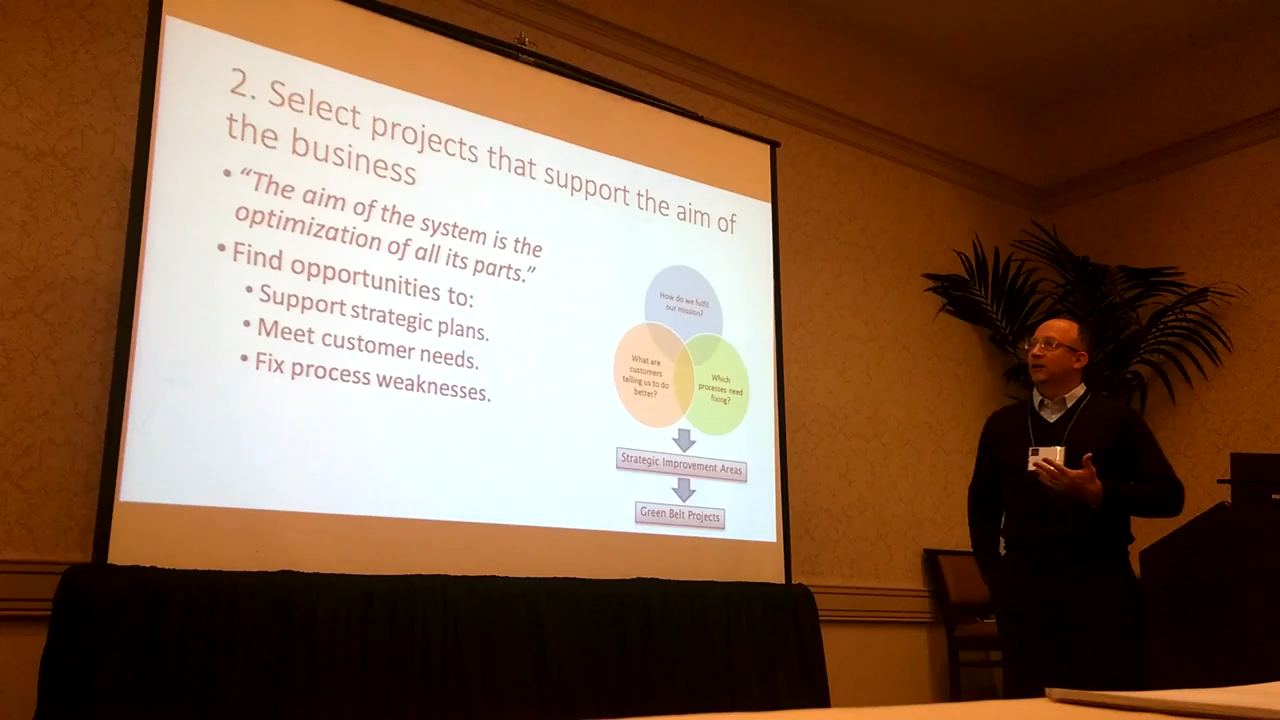 2. Select projects that support the aim of
the business
• “The aim of the system is the
optimization of all its parts.”
• Find opportunities to:
• Support strategic plans.
• Meet customer needs.
• Fix process weaknesses.
How do we fulfill
our mission?
What are
customers
telling us to do
better?
Which
processes need
fixing?
Strategic Improvement Areas
Green Belt Projects